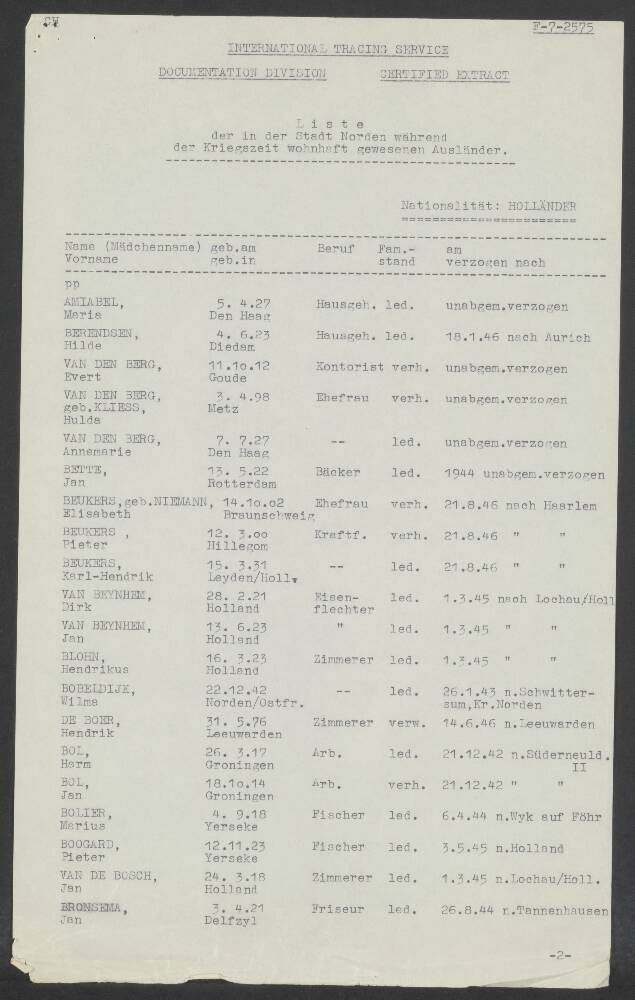 CH
F-7-2575
INTERNATIONAL TRACING SERVICE
DOCUMENTATION DIVISION CERTIFIED EXTRACT
L i s t e
der in der Stadt Norden während
der Kriegszeit wohnhaft gewesenen Ausländer.
Nationalität: HOLLÄNDER
Name (Mädchenname) geb.am Beruf Fam.- am
Vorname geb.in stand verzogen nach
pp
AMIABEL, 5. 4.27 Hausgeh. led. unabgem.verzogen
Maria Den Haag
BERENDSEN, 4. 6.23 Hausgeh. led. 18.1.46 nach Aurich
Hilde Diedam
VAN DEN BERG, 11.10.12 Kontorist verh. unabgem.verzogen
Evert Goude
VAN DEN BERG, 3. 4.98 Ehefrau verh. unabgem.verzogen
geb.KLIESS, Metz
Hulda
VAN DEN BERG, 7. 7.27 -- led. unabgem.verzogen
Annemarie Den Haag
BETTE, 13. 5.22 Bäcker led. 1944 unabgem.verzogen
Jan Rotterdam
BEUKERS,geb.NIEMANN, 14.10.02 Ehefrau verh. 21.8.46 nach Haarlem
Elisabeth Braunschweig
BEUKERS , 12. 3.00 Kraftf. verh. 21.8.46 " "
Pieter Hillegom
BEUKERS, 15. 3.31 -- led. 21.8.46 " "
Karl-Hendrik Leyden/Holl.
VAN BEYNHEM, 28. 2.21 Eisen- led. 1.3.45 nach Lochau/Holl
Dirk Holland flechter
VAN BEYNHEM, 13. 6.23 " led. 1.3.45 " "
Jan Holland
BLOHN, 16. 3.23 Zimmerer led. 1.3.45 " "
Hendrikus Holland
BOBELDIJX, 22.12.42 -- led. 26.1.43 n.Schwitter-
Wilma Norden/Ostfr. sum,Kr.Norden
DE BOER, 31. 5.76 Zimmerer verw. 14.6.46 n.Leeuwarden
Hendrik Leeuwarden
BOL, 26. 3.17 Arb. led. 21.12.42 n.Süderneuld.
Harm Groningen II
BOL, 18.10.14 Arb. verh. 21.12.42 " "
Jan Groningen
BOLIER, 4. 9.18 Fischer led. 6.4.44 n.Wyk auf Föhr
Marius Yerseke
BOOGARD, 12.11.23 Fischer led. 3.5.45 n.Holland
Pieter Yerseke
VAN DE BOSCH, 24. 3.18 Zimmerer led. 1.3.45 n.Lochau/Holl.
Jan Holland
BRONSEMA, 3. 4.21 Friseur led. 26.8.44 n.Tannenhausen
Jan Delfzyl
-2-